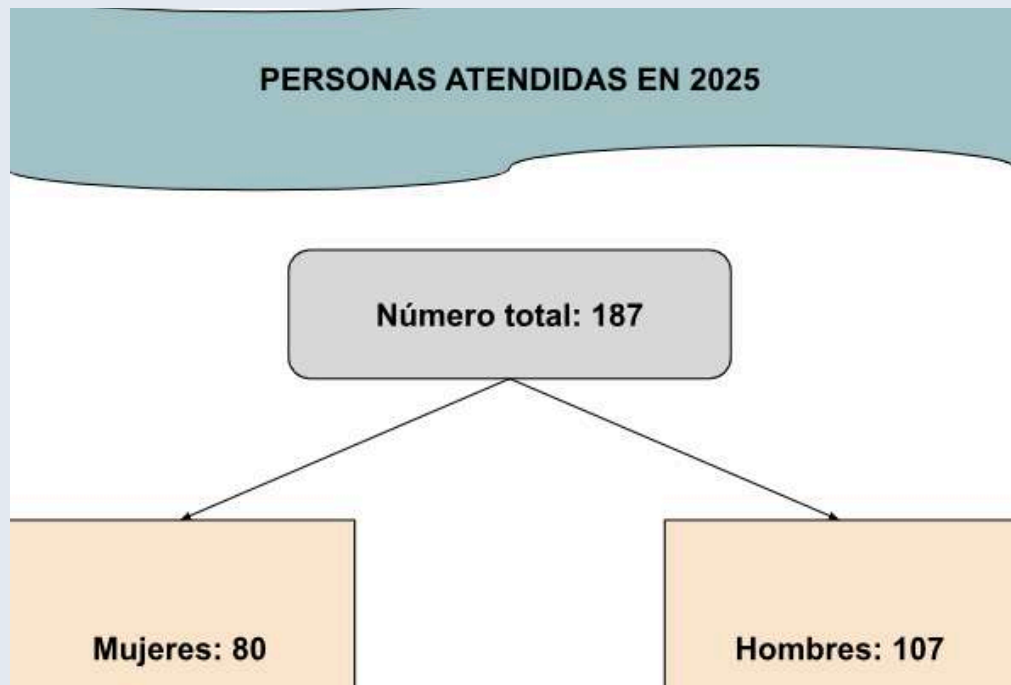 PERSONAS ATENDIDAS EN 2025
Número total: 187
Mujeres: 80
Hombres: 107